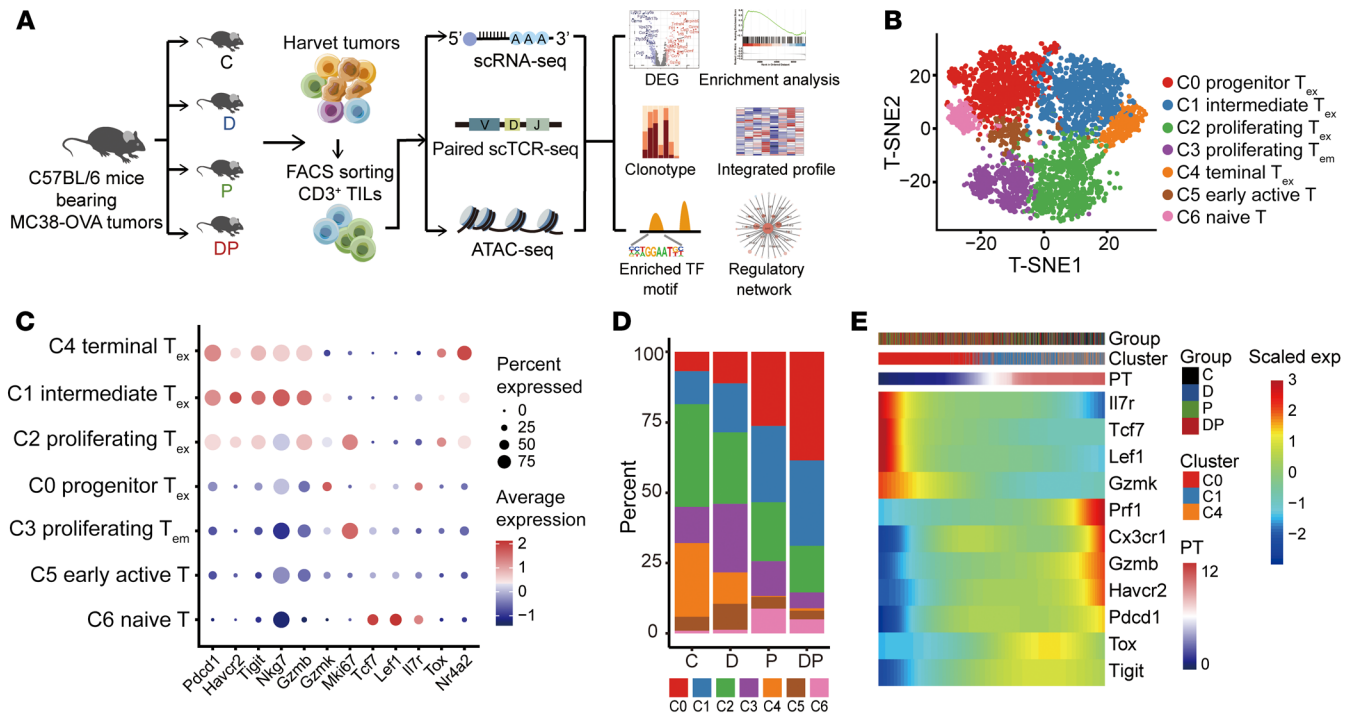 A
C57BL/6 mice
bearing
MC38-OVA tumors
C
D
P
DP
Harvet tumors
FACS sorting
CD3+ TILs
5' AAA 3'
scRNA-seq
V D J
Paired scTCR-seq
ATAC-seq
DEG
Enrichment analysis
Clonotype
Integrated profile
Enriched TF
motif
Regulatory
network
B
T-SNE2
20
0
−20
−20 0 20
T-SNE1
C0 progenitor Tex
C1 intermediate Tex
C2 proliferating Tex
C3 proliferating Tem
C4 teminal Tex
C5 early active T
C6 naive T
C
C4 terminal Tex
C1 intermediate Tex
C2 proliferating Tex
C0 progenitor Tex
C3 proliferating Tem
C5 early active T
C6 naive T
Pdcd1 Havcr2 Tigit Nkg7 Gzmb Gzmk Mki67 Tcf7 Lef1 Il7r Tox Nr4a2
Percent
expressed
0
25
50
75
Average
expression
2
1
0
−1
D
Percent
100
75
50
25
0
C D P DP
C0 C1 C2 C3 C4 C5 C6
E
Group
Cluster
PT
Il7r
Tcf7
Lef1
Gzmk
Prf1
Cx3cr1
Gzmb
Havcr2
Pdcd1
Tox
Tigit
Group
C
D
P
DP
Cluster
C0
C1
C4
PT
12
0
Scaled exp
3
2
1
0
−1
−2